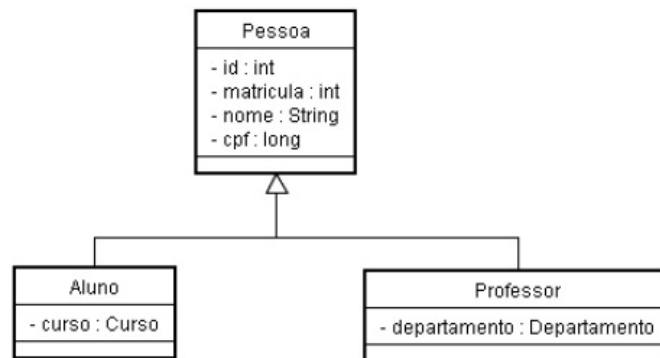 Pessoa
- id : int
- matricula : int
- nome : String
- cpf : long
Aluno
- curso : Curso
Professor
- departamento : Departamento